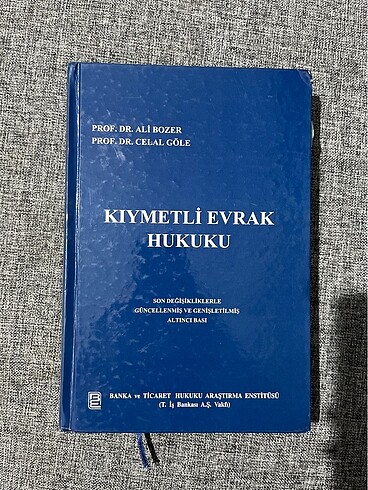 PROF. DR. ALİ BOZER
PROF. DR. CELAL GÖLE
KIYMETLİ EVRAK
HUKUKU
SON DEĞİŞİKLİKLERLE
GÜNCELLENMİŞ VE GENİŞLETİLMİŞ
ALTINCI BASI
BANKA ve TİCARET HUKUKU ARAŞTIRMA ENSTİTÜSÜ
(T. İş Bankası A.Ş. Vakfı)